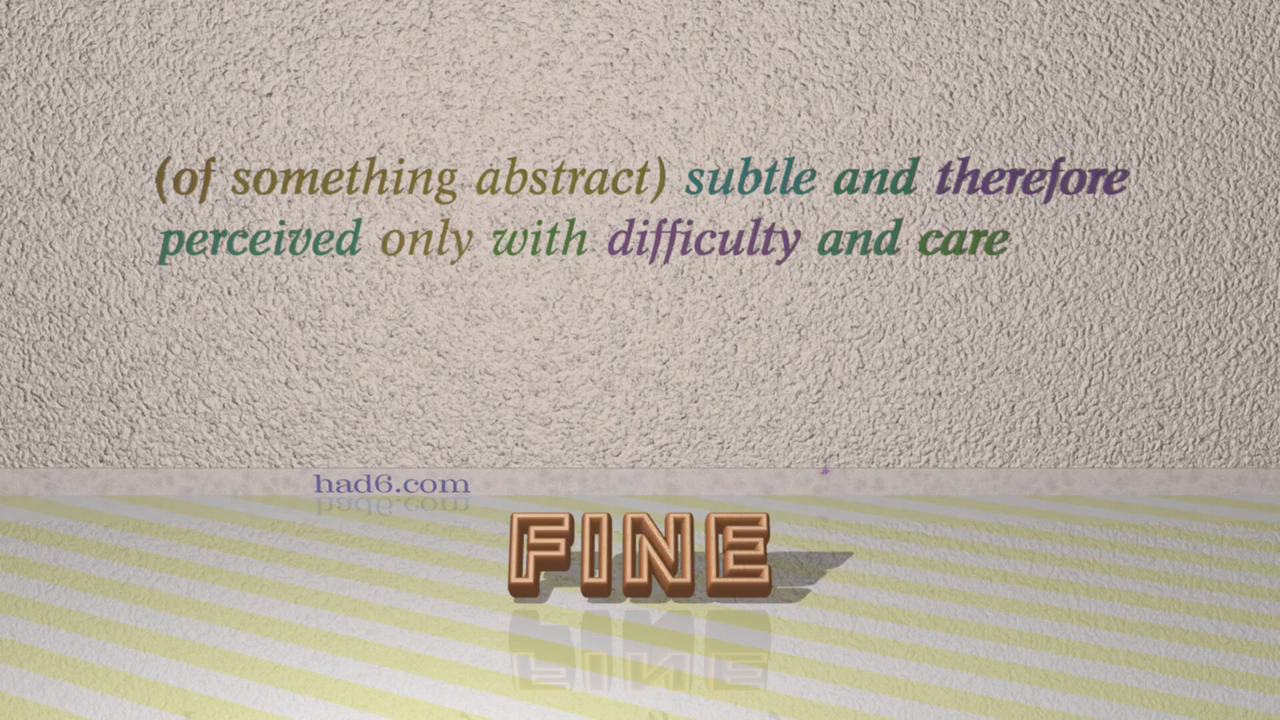 (of something abstract) subtle and therefore
perceived only with difficulty and care
had6.com
FINE